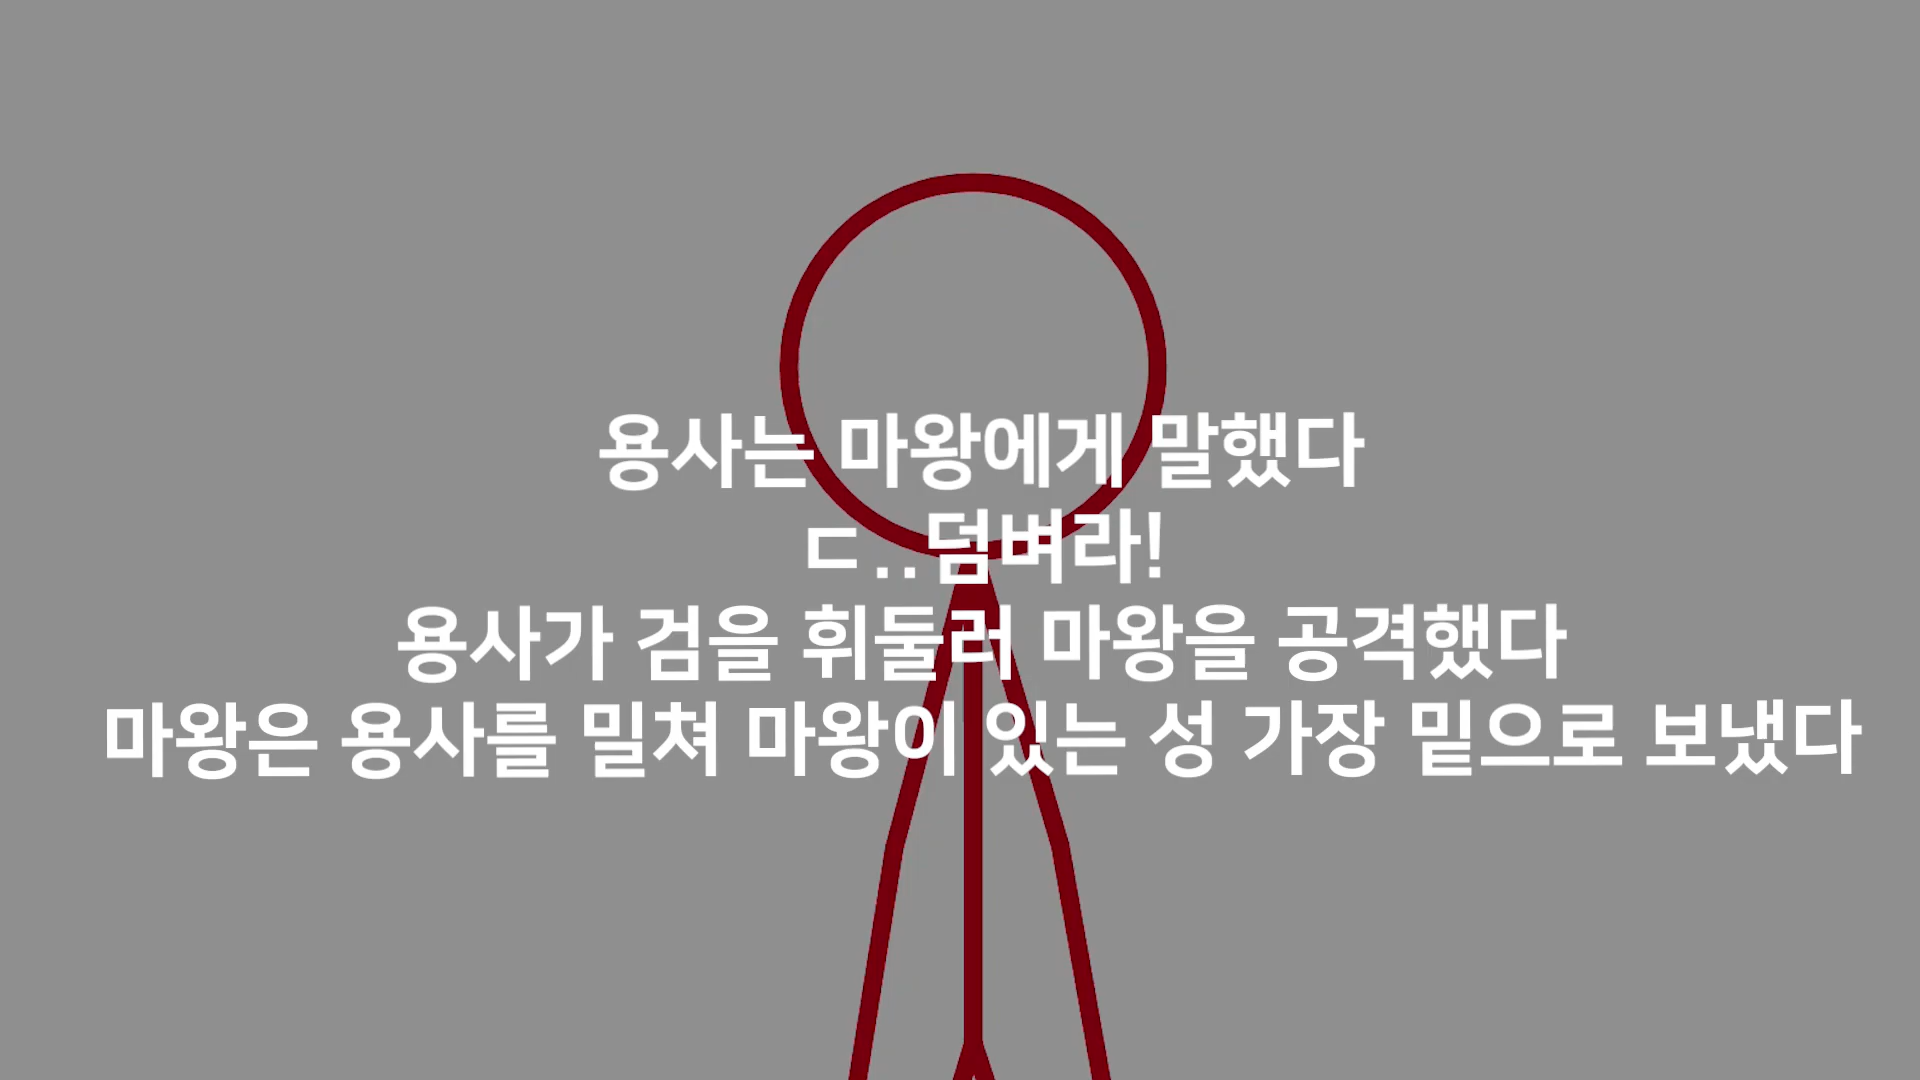 용사는 마왕에게 말했다
ㄷ..덤벼라!
용사가 검을 휘둘러 마왕을 공격했다
마왕은 용사를 밀쳐 마왕이 있는 성 가장 밑으로 보냈다